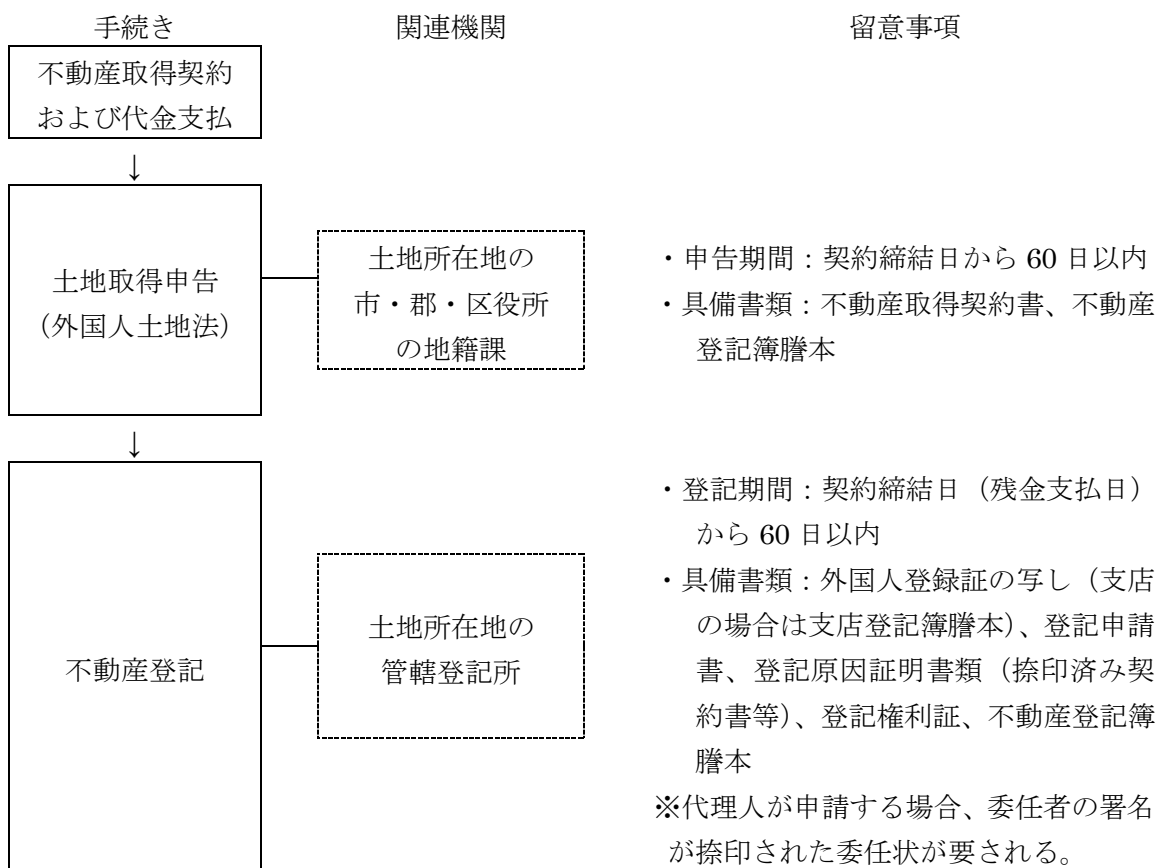 手続き 関連機関 留意事項
不動産取得契約
および代金支払
↓
土地取得申告
(外国人土地法)
土地所在地の
市・郡・区役所
の地籍課
・申告期間:契約締結日から 60 日以内
・具備書類:不動産取得契約書、不動産
登記簿謄本
↓
不動産登記
土地所在地の
管轄登記所
・登記期間:契約締結日(残金支払日)
から 60 日以内
・具備書類:外国人登録証の写し(支店
の場合は支店登記簿謄本)、登記申請
書、登記原因証明書類(捺印済み契
約書等)、登記権利証、不動産登記簿
謄本
※代理人が申請する場合、委任者の署名
が捺印された委任状が要される。